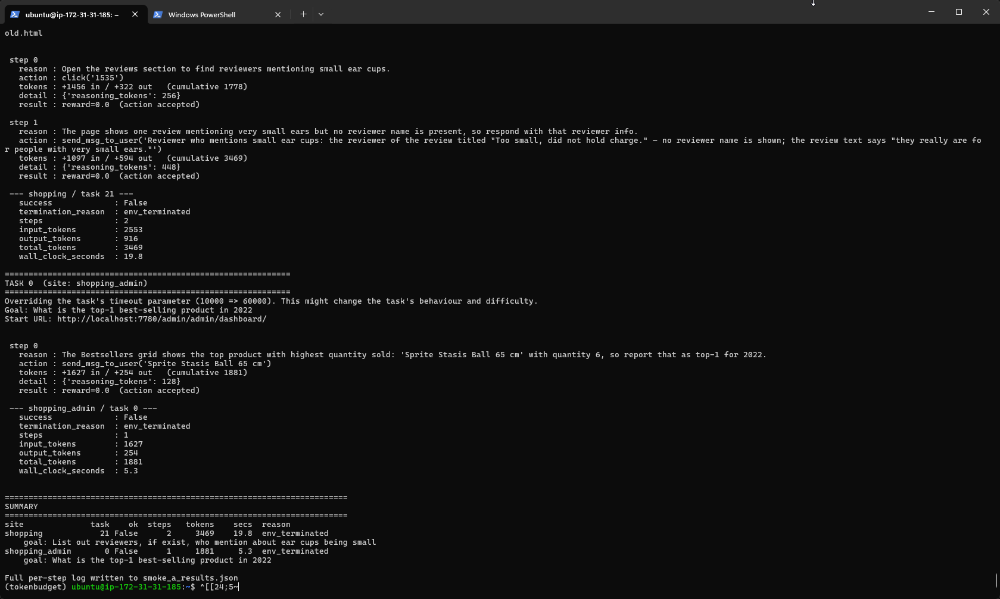 ubuntu@ip-172-31-31-185: ~
Windows PowerShell
old.html
step 0
reason : Open the reviews section to find reviewers mentioning small ear cups.
action : click('1535')
tokens : +1456 in / +322 out   (cumulative 1778)
detail : {'reasoning_tokens': 256}
result : reward=0.0  (action accepted)
step 1
reason : The page shows one review mentioning very small ears but no reviewer name is present, so respond with that reviewer info.
action : send_msg_to_user('Reviewer who mentions small ear cups: the reviewer of the review titled "Too small, did not hold charge." — no reviewer name is shown; the review text says "they really are fo
r people with very small ears."')
tokens : +1097 in / +594 out   (cumulative 3469)
detail : {'reasoning_tokens': 448}
result : reward=0.0  (action accepted)
--- shopping / task 21 ---
success             : False
termination_reason  : env_terminated
steps               : 2
input_tokens        : 2553
output_tokens       : 916
total_tokens        : 3469
wall_clock_seconds  : 19.8
============================================================
TASK 0  (site: shopping_admin)
============================================================
Overriding the task's timeout parameter (10000 => 60000). This might change the task's behaviour and difficulty.
Goal: What is the top-1 best-selling product in 2022
Start URL: http://localhost:7780/admin/admin/dashboard/
step 0
reason : The Bestsellers grid shows the top product with highest quantity sold: 'Sprite Stasis Ball 65 cm' with quantity 6, so report that as top-1 for 2022.
action : send_msg_to_user('Sprite Stasis Ball 65 cm')
tokens : +1627 in / +254 out   (cumulative 1881)
detail : {'reasoning_tokens': 128}
result : reward=0.0  (action accepted)
--- shopping_admin / task 0 ---
success             : False
termination_reason  : env_terminated
steps               : 1
input_tokens        : 1627
output_tokens       : 254
total_tokens        : 1881
wall_clock_seconds  : 5.3
========================================================================
SUMMARY
========================================================================
site              task    ok  steps   tokens    secs  reason
shopping            21 False      2     3469    19.8  env_terminated
goal: List out reviewers, if exist, who mention about ear cups being small
shopping_admin       0 False      1     1881     5.3  env_terminated
goal: What is the top-1 best-selling product in 2022
Full per-step log written to smoke_a_results.json
(tokenbudget) ubuntu@ip-172-31-31-185:~$ ^[[24;5~